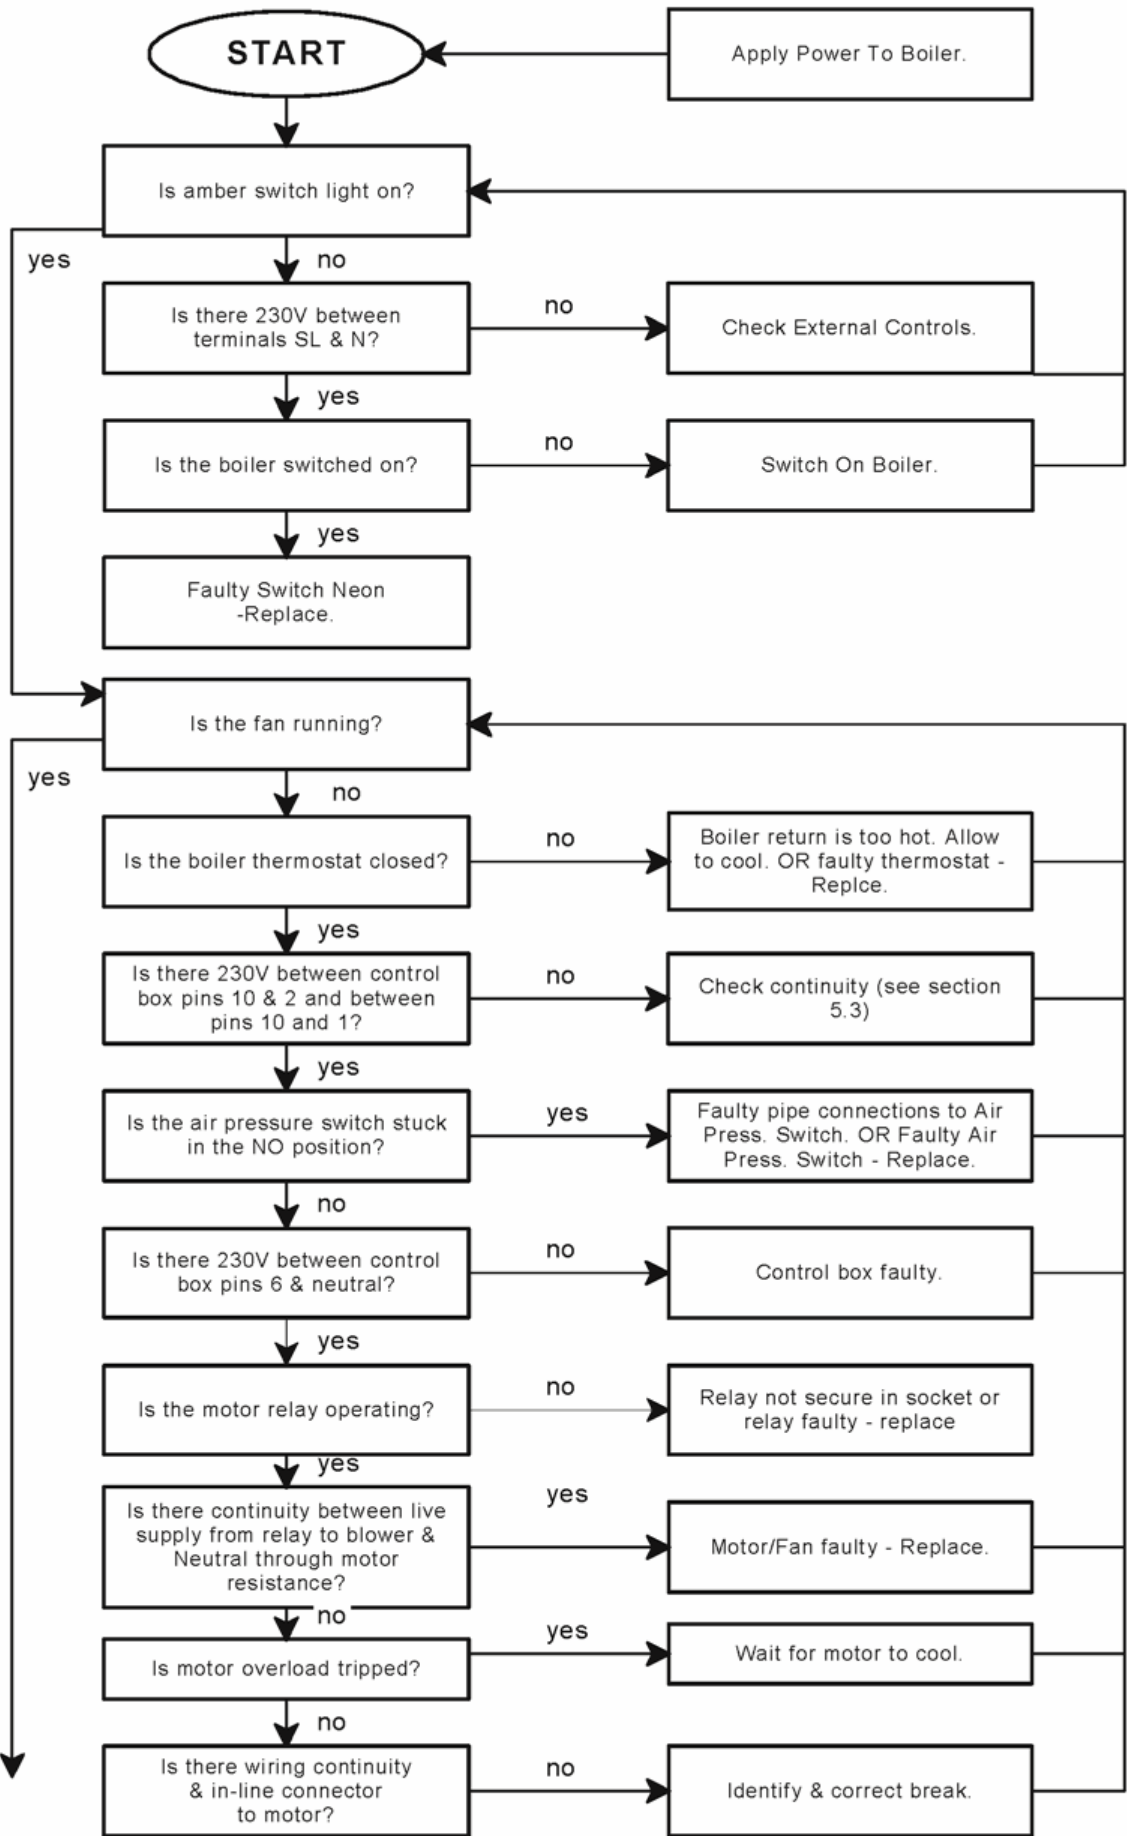 START
Apply Power To Boiler.
Is amber switch light on?
yes
no
Is there 230V between
terminals SL & N?
no
Check External Controls.
yes
Is the boiler switched on?
no
Switch On Boiler.
yes
Faulty Switch Neon
-Replace.
Is the fan running?
yes
no
Is the boiler thermostat closed?
no
Boiler return is too hot. Allow
to cool. OR faulty thermostat -
Replce.
yes
Is there 230V between control
box pins 10 & 2 and between
pins 10 and 1?
no
Check continuity (see section
5.3)
yes
Is the air pressure switch stuck
in the NO position?
yes
Faulty pipe connections to Air
Press. Switch. OR Faulty Air
Press. Switch - Replace.
no
Is there 230V between control
box pins 6 & neutral?
no
Control box faulty.
yes
Is the motor relay operating?
no
Relay not secure in socket or
relay faulty - replace
yes
Is there continuity between live
supply from relay to blower &
Neutral through motor
resistance?
yes
Motor/Fan faulty - Replace.
no
Is motor overload tripped?
yes
Wait for motor to cool.
no
Is there wiring continuity
& in-line connector
to motor?
no
Identify & correct break.